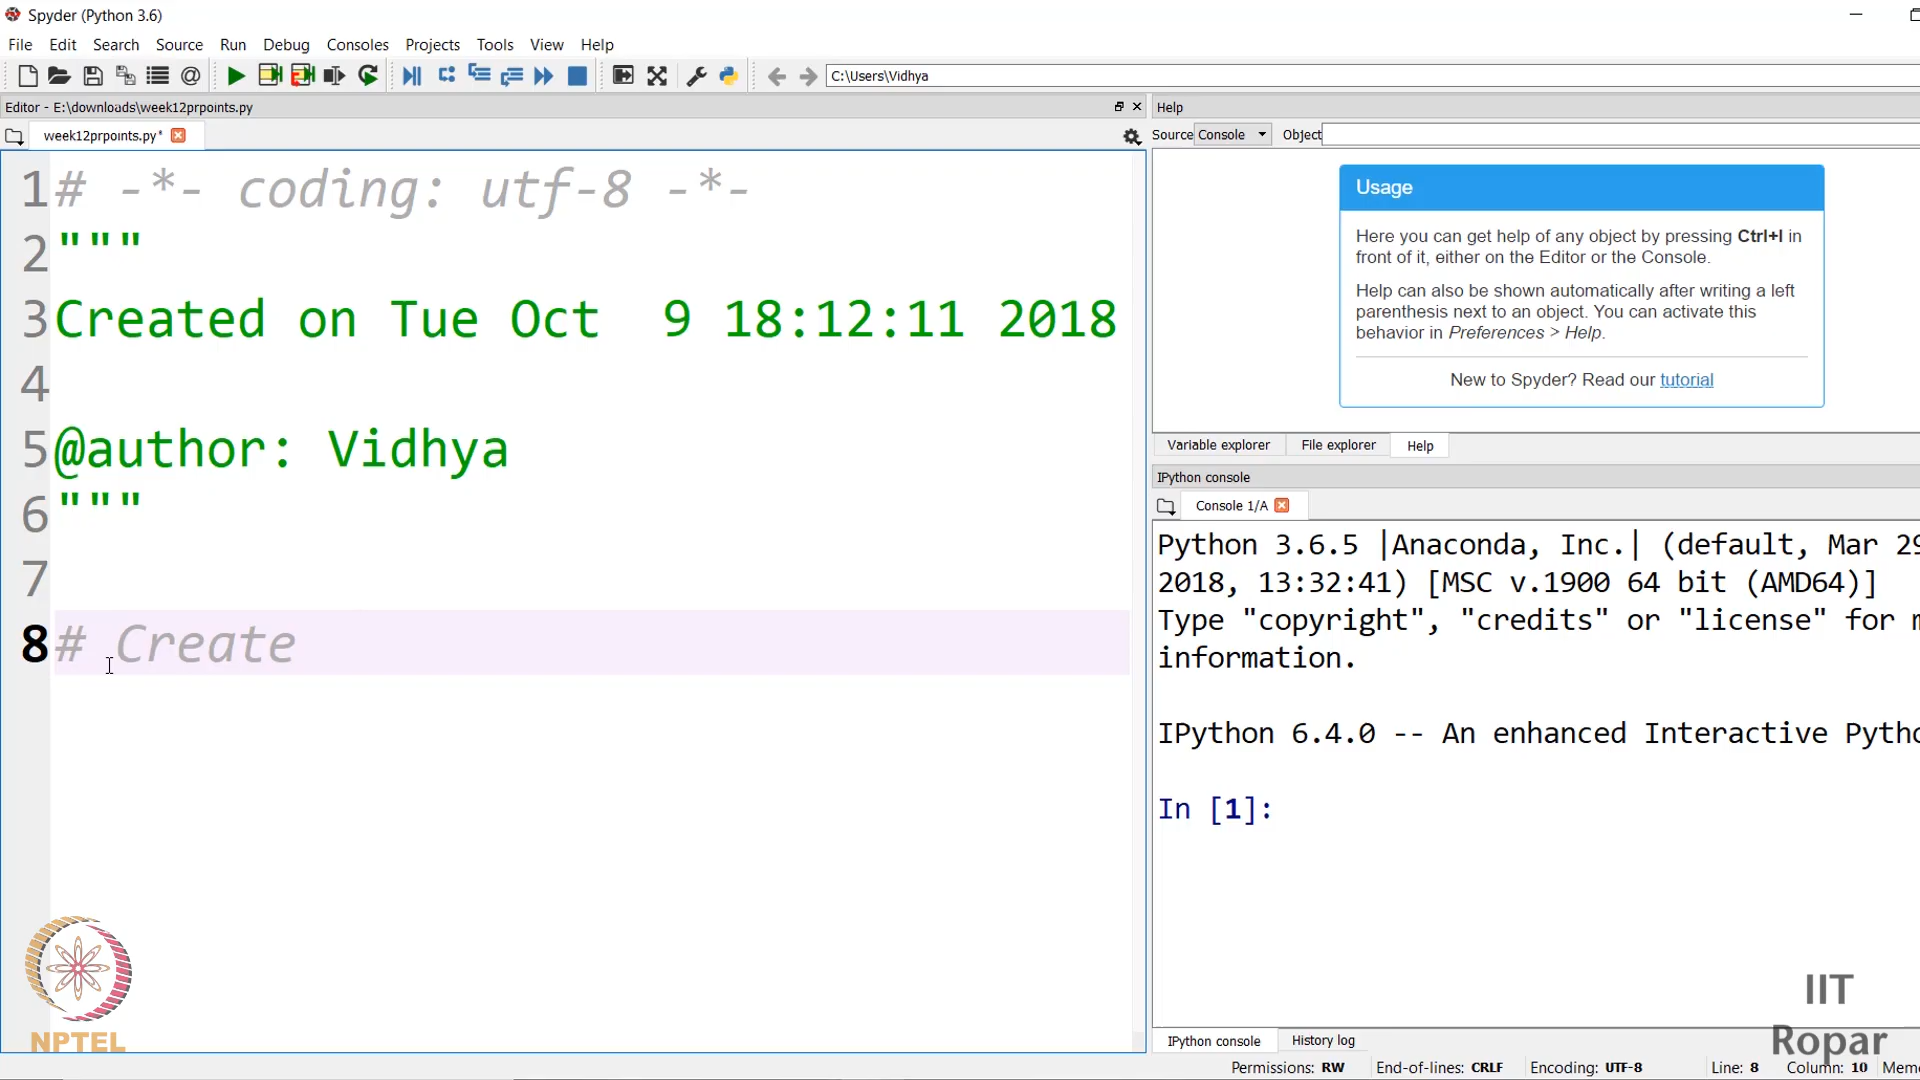 Spyder (Python 3.6)
File Edit Search Source Run Debug Consoles Projects Tools View Help
C:\Users\Vidhya
Editor - E:\downloads\week12prpoints.py
week12prpoints.py*
1 # -*- coding: utf-8 -*-
2 """
3 Created on Tue Oct  9 18:12:11 2018
4
5 @author: Vidhya
6 """
7
8 # Create
Help
Source Console Object
Usage
Here you can get help of any object by pressing Ctrl+I in
front of it, either on the Editor or the Console.
Help can also be shown automatically after writing a left
parenthesis next to an object. You can activate this
behavior in Preferences > Help.
New to Spyder? Read our tutorial
Variable explorer File explorer Help
IPython console
Console 1/A
Python 3.6.5 |Anaconda, Inc.| (default, Mar 29
2018, 13:32:41) [MSC v.1900 64 bit (AMD64)]
Type "copyright", "credits" or "license" for
information.
IPython 6.4.0 -- An enhanced Interactive
In [1]:
IPython console History log
Permissions: RW End-of-lines: CRLF Encoding: UTF-8 Line: 8 Column: 10
NPTEL
IIT
Ropar